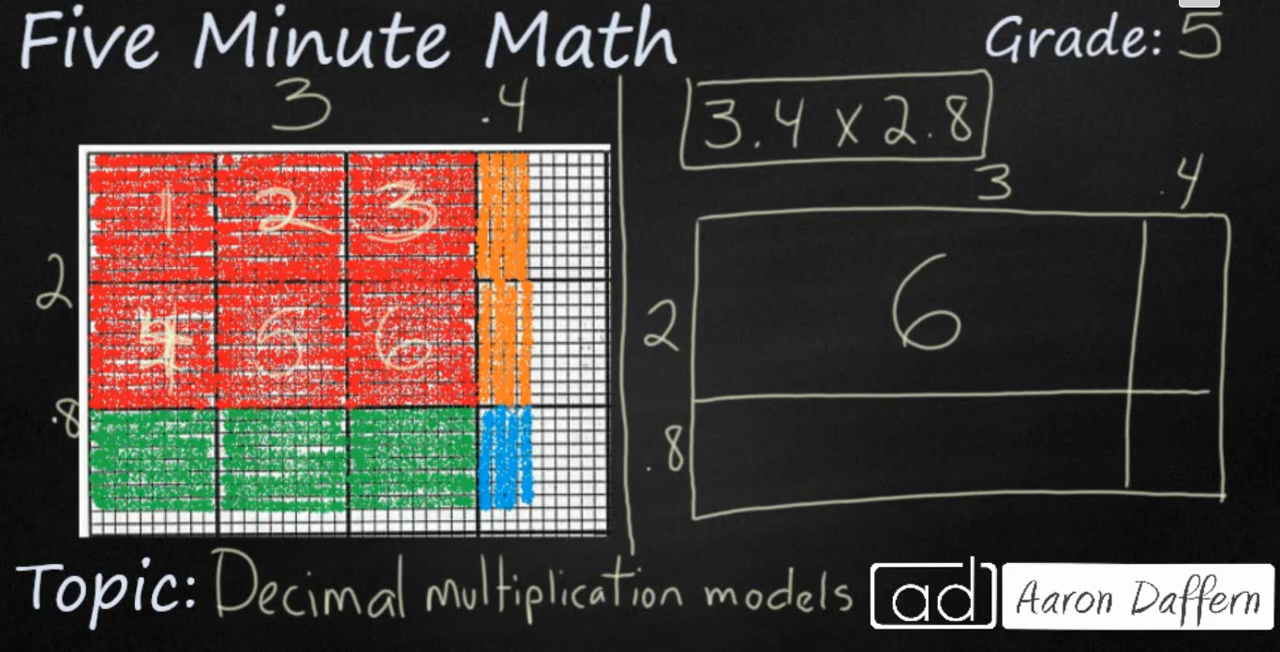 Five Minute Math
Grade: 5
3 .4
3.4 x 2.8
3 .4
1 2 3
2
4 5 6
.8
6
2
.8
Topic: Decimal multiplication models
ad Aaron Daffern